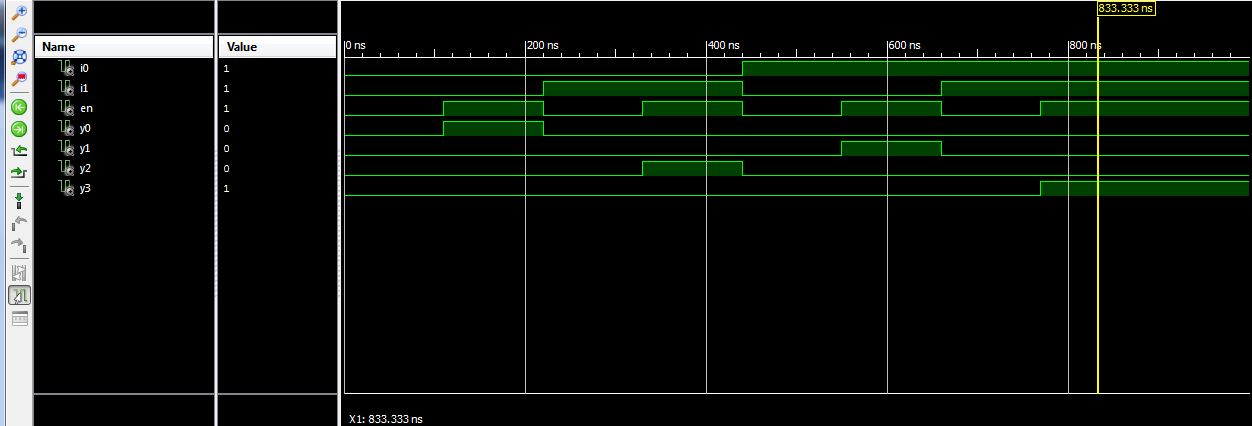 833.333 ns
Name Value
0 ns 200 ns 400 ns 600 ns 800 ns
i0 1
i1 1
en 1
y0 0
y1 0
y2 0
y3 1
X1: 833.333 ns